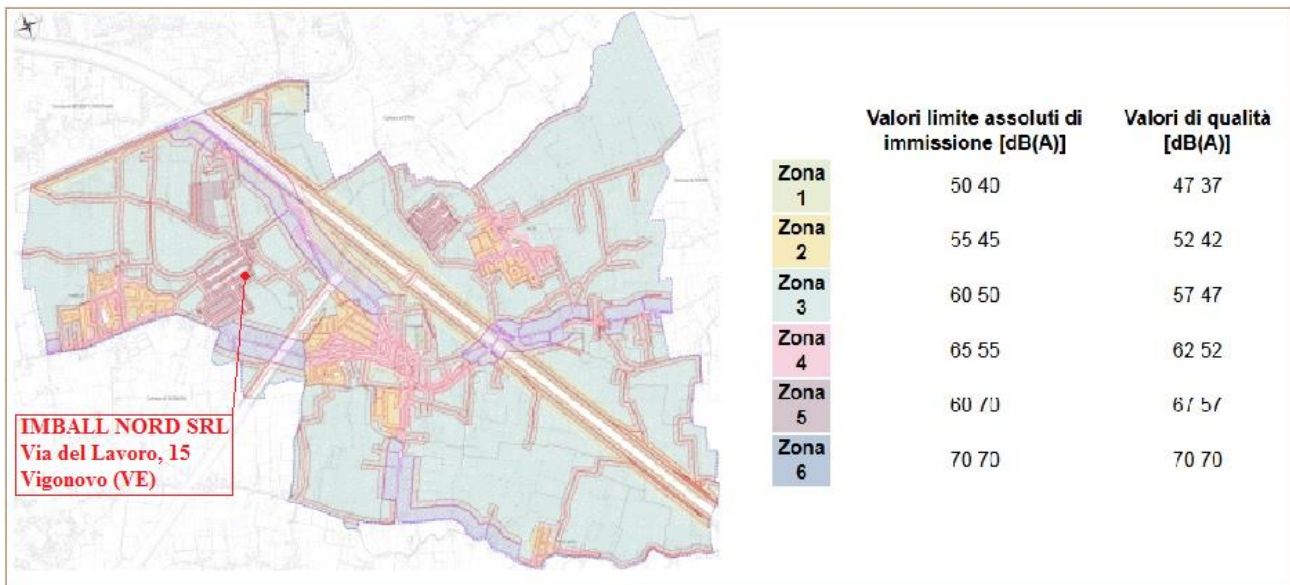 IMBALL NORD SRL
Via del Lavoro, 15
Vigonovo (VE)
Valori limite assoluti di immissione [dB(A)]
Valori di qualità [dB(A)]
Zona 1
50 40
47 37
Zona 2
55 45
52 42
Zona 3
60 50
57 47
Zona 4
65 55
62 52
Zona 5
60 70
67 57
Zona 6
70 70
70 70